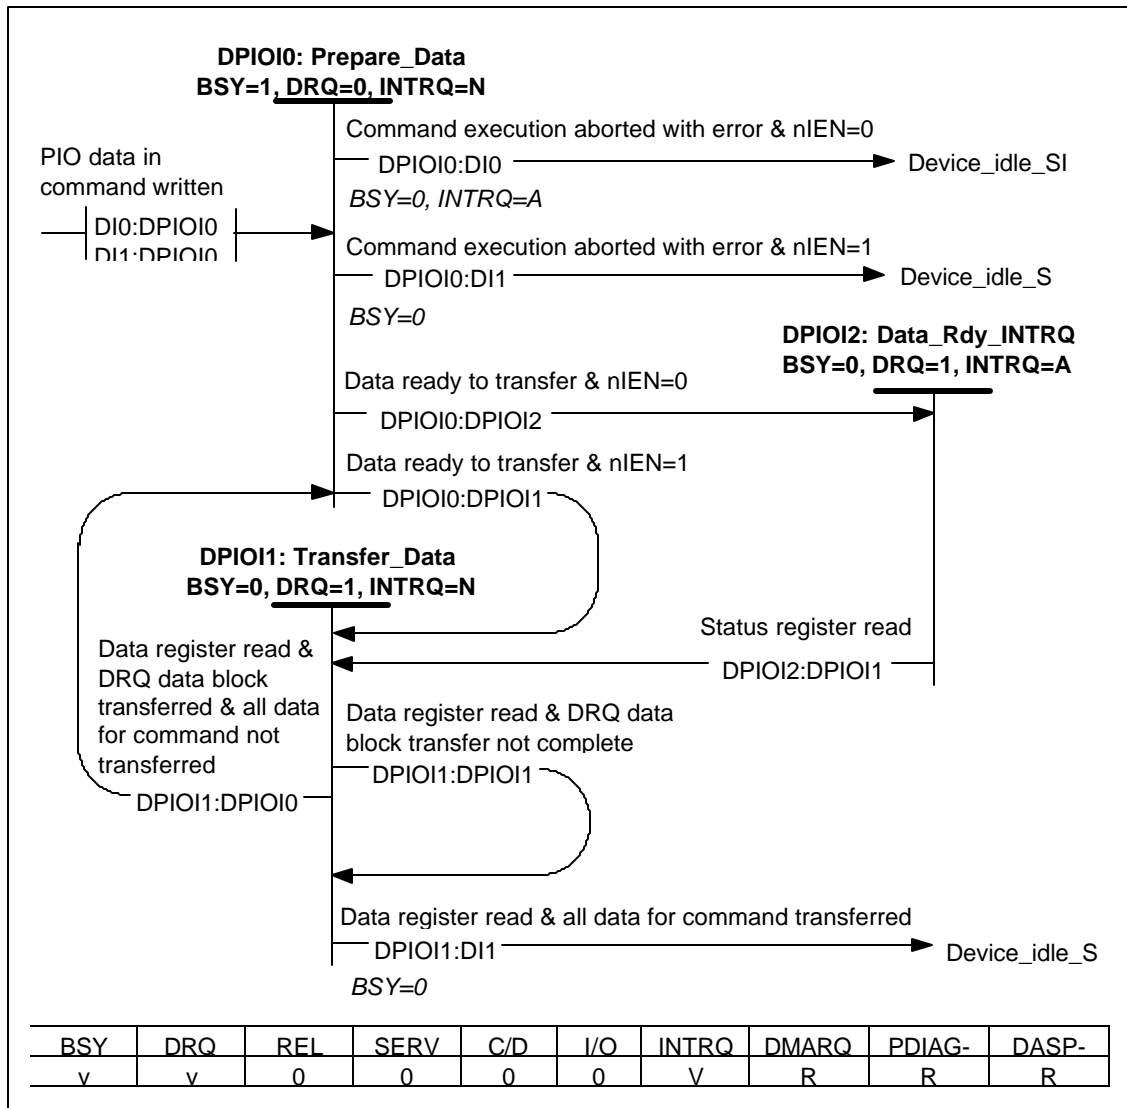 DPIOI0: Prepare_Data
BSY=1, DRQ=0, INTRQ=N
Command execution aborted with error & nIEN=0
DPIOI0:DI0
Device_idle_SI
BSY=0, INTRQ=A
PIO data in
command written
DI0:DPIOI0
DI1:DPIOI0
Command execution aborted with error & nIEN=1
DPIOI0:DI1
Device_idle_S
BSY=0
DPIOI2: Data_Rdy_INTRQ
BSY=0, DRQ=1, INTRQ=A
Data ready to transfer & nIEN=0
DPIOI0:DPIOI2
Data ready to transfer & nIEN=1
DPIOI0:DPIOI1
DPIOI1: Transfer_Data
BSY=0, DRQ=1, INTRQ=N
Status register read
DPIOI2:DPIOI1
Data register read &
DRQ data block
transferred & all data
for command not
transferred
DPIOI1:DPIOI0
Data register read & DRQ data
block transfer not complete
DPIOI1:DPIOI1
Data register read & all data for command transferred
DPIOI1:DI1
Device_idle_S
BSY=0
BSY DRQ REL SERV C/D I/O INTRQ DMARQ PDIAG- DASP-
v v 0 0 0 0 V R R R